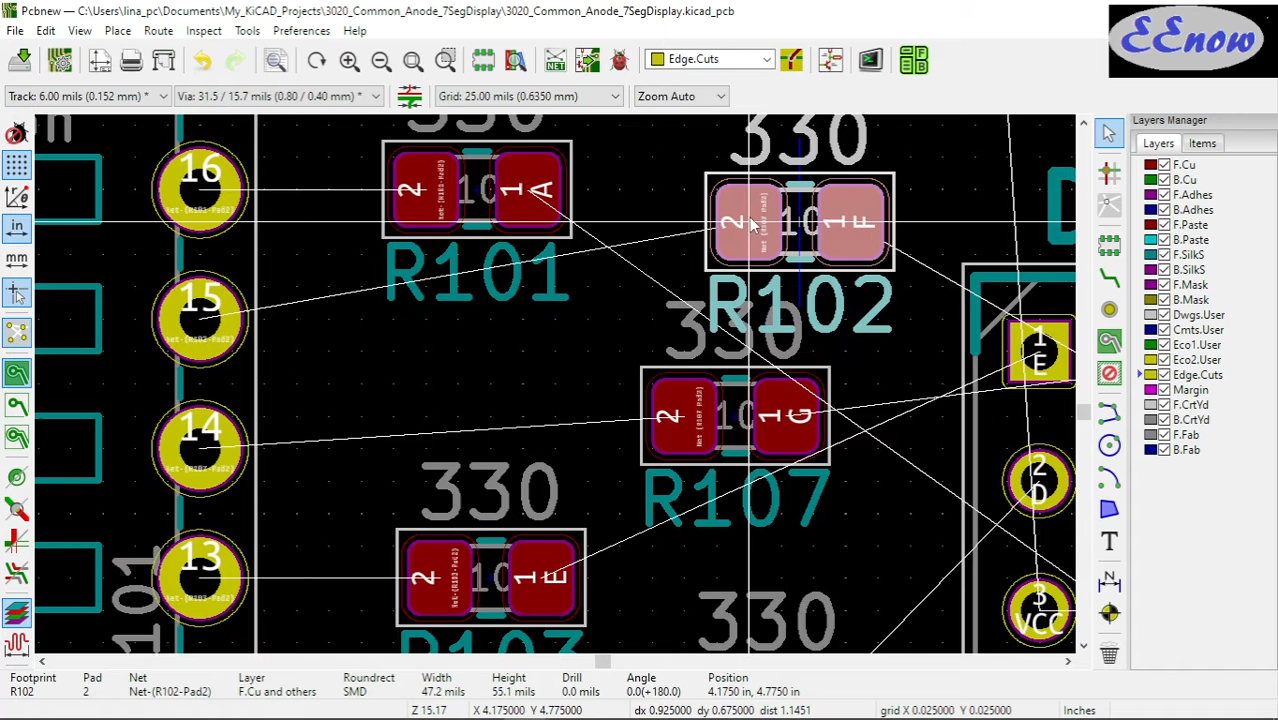 Pcbnew — C:\Users\lina_pc\Documents\My_KiCAD_Projects\3020_Common_Anode_7SegDisplay\3020_Common_Anode_7SegDisplay.kicad_pcb
File Edit View Place Route Inspect Tools Preferences Help
EEnow
NET
Edge.Cuts
Track: 6.00 mils (0.152 mm) *
Via: 31.5 / 15.7 mils (0.80 / 0.40 mm) *
Grid: 25.00 mils (0.6350 mm)
Zoom Auto
Layers Manager
Layers Items
F.Cu
B.Cu
F.Adhes
B.Adhes
F.Paste
B.Paste
F.SilkS
B.SilkS
F.Mask
B.Mask
Dwgs.User
Cmts.User
Eco1.User
Eco2.User
Edge.Cuts
Margin
F.CrtYd
B.CrtYd
F.Fab
B.Fab
in
mm
330
16
2
1
A
2
1
F
R101
R102
15
330
1
E
14
2
1
G
R107
2
D
330
13
2
1
E
3
VCC
330
R103
101
Footprint Pad Net Layer Roundrect Width Height Drill Angle Position
R102 2 Net-(R102-Pad2) F.Cu and others SMD 47.2 mils 55.1 mils 0.0 mil 0.0(+180.0) 4.1750 in, 4.7750 in
Z 15.17 X 4.175000 Y 4.775000 dx 0.925000 dy 0.675000 dist 1.1451 grid X 0.025000 Y 0.025000 Inches